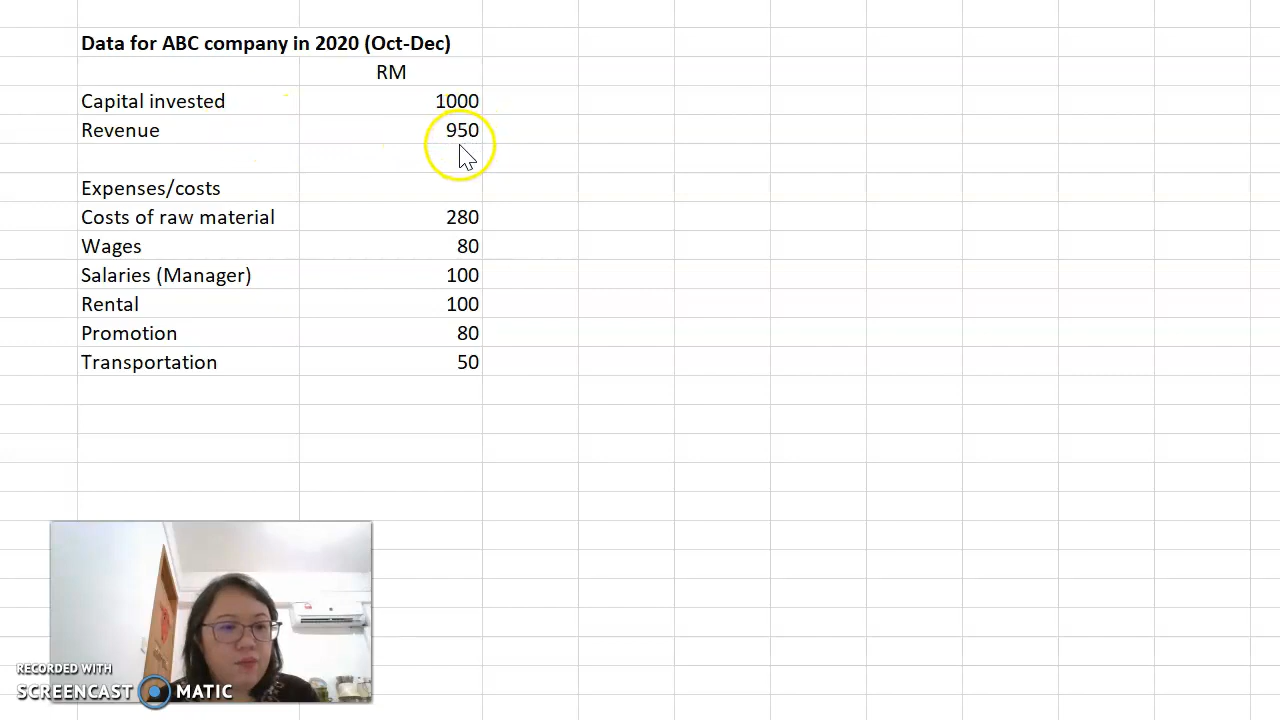 Data for ABC company in 2020 (Oct-Dec)
RM
Capital invested 1000
Revenue 950
Expenses/costs
Costs of raw material 280
Wages 80
Salaries (Manager) 100
Rental 100
Promotion 80
Transportation 50
RECORDED WITH
SCREENCAST MATIC